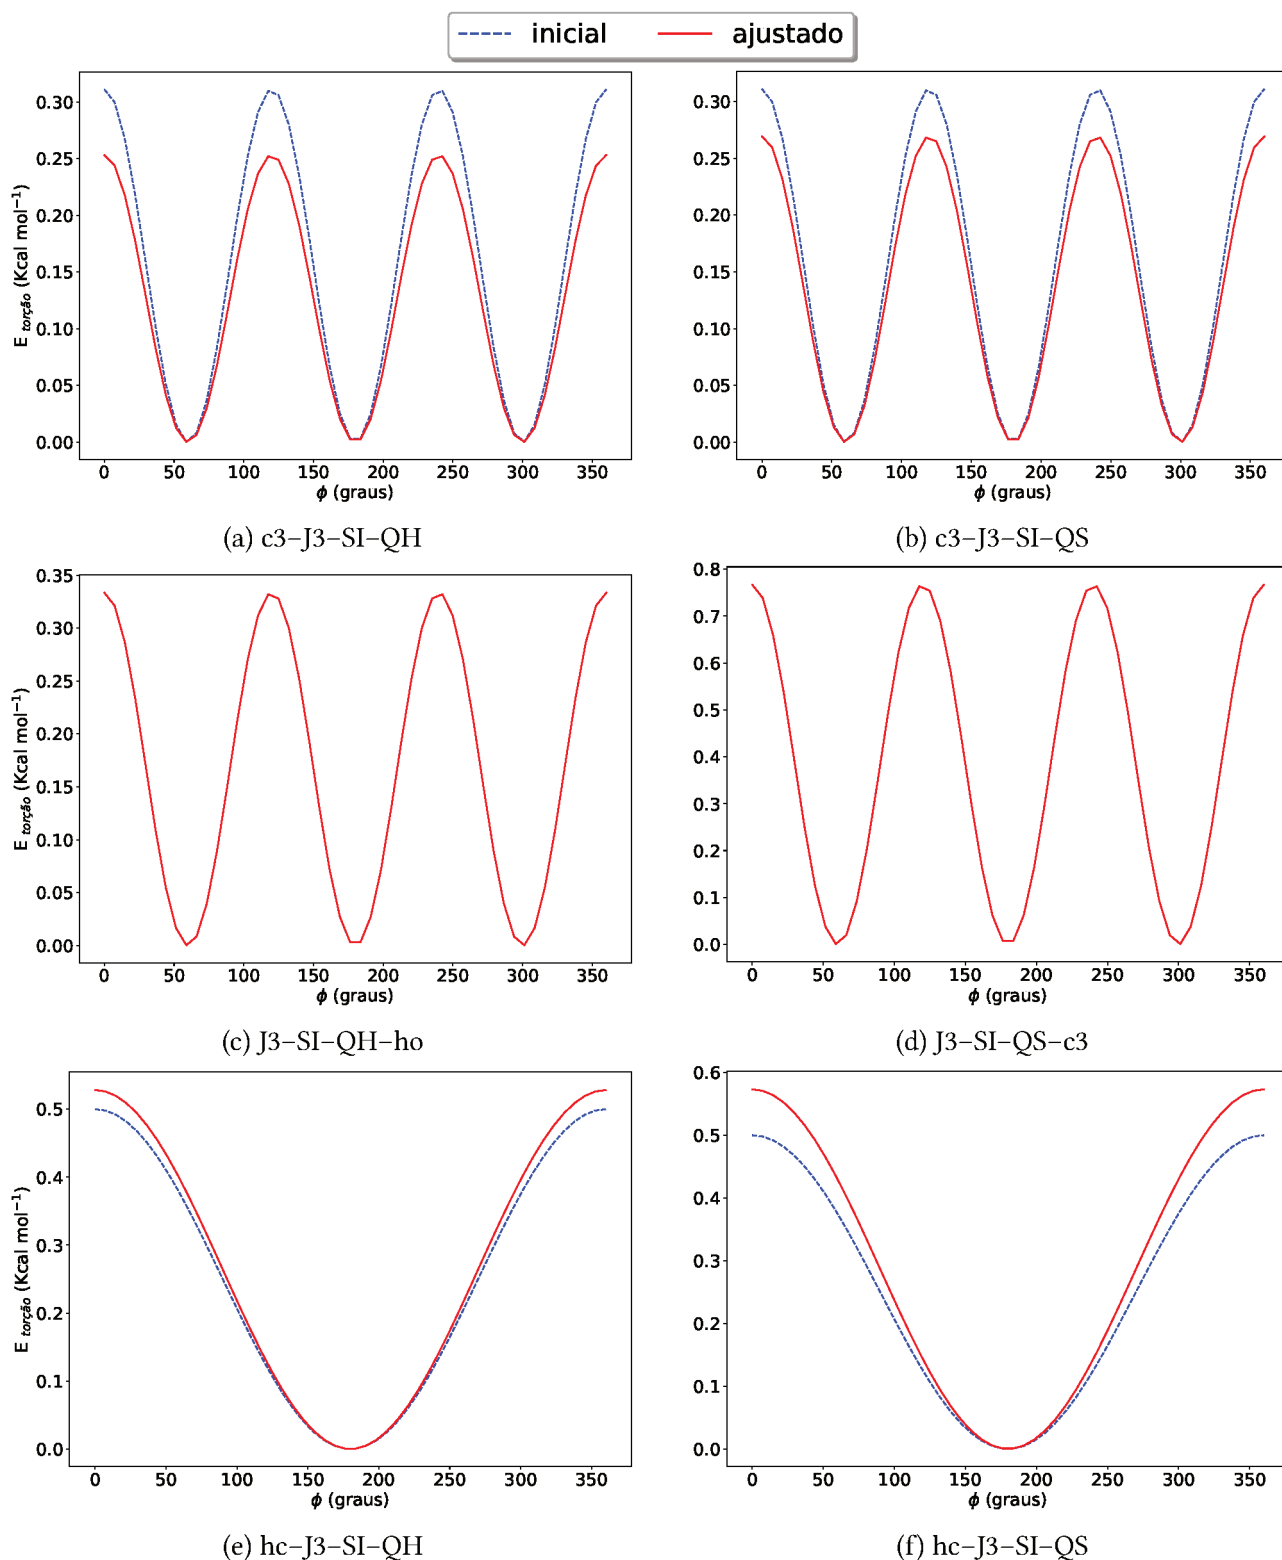 inicial ajustado
0.30
0.25
0.20
0.15
0.10
0.05
0.00
E torção (Kcal mol⁻¹)
0 50 100 150 200 250 300 350
ϕ (graus)
(a) c3–J3–SI–QH
0.30
0.25
0.20
0.15
0.10
0.05
0.00
0 50 100 150 200 250 300 350
ϕ (graus)
(b) c3–J3–SI–QS
0.35
0.30
0.25
0.20
0.15
0.10
0.05
0.00
E torção (Kcal mol⁻¹)
0 50 100 150 200 250 300 350
ϕ (graus)
(c) J3–SI–QH–ho
0.8
0.7
0.6
0.5
0.4
0.3
0.2
0.1
0.0
0 50 100 150 200 250 300 350
ϕ (graus)
(d) J3–SI–QS–c3
0.5
0.4
0.3
0.2
0.1
0.0
E torção (Kcal mol⁻¹)
0 50 100 150 200 250 300 350
ϕ (graus)
(e) hc–J3–SI–QH
0.6
0.5
0.4
0.3
0.2
0.1
0.0
0 50 100 150 200 250 300 350
ϕ (graus)
(f) hc–J3–SI–QS